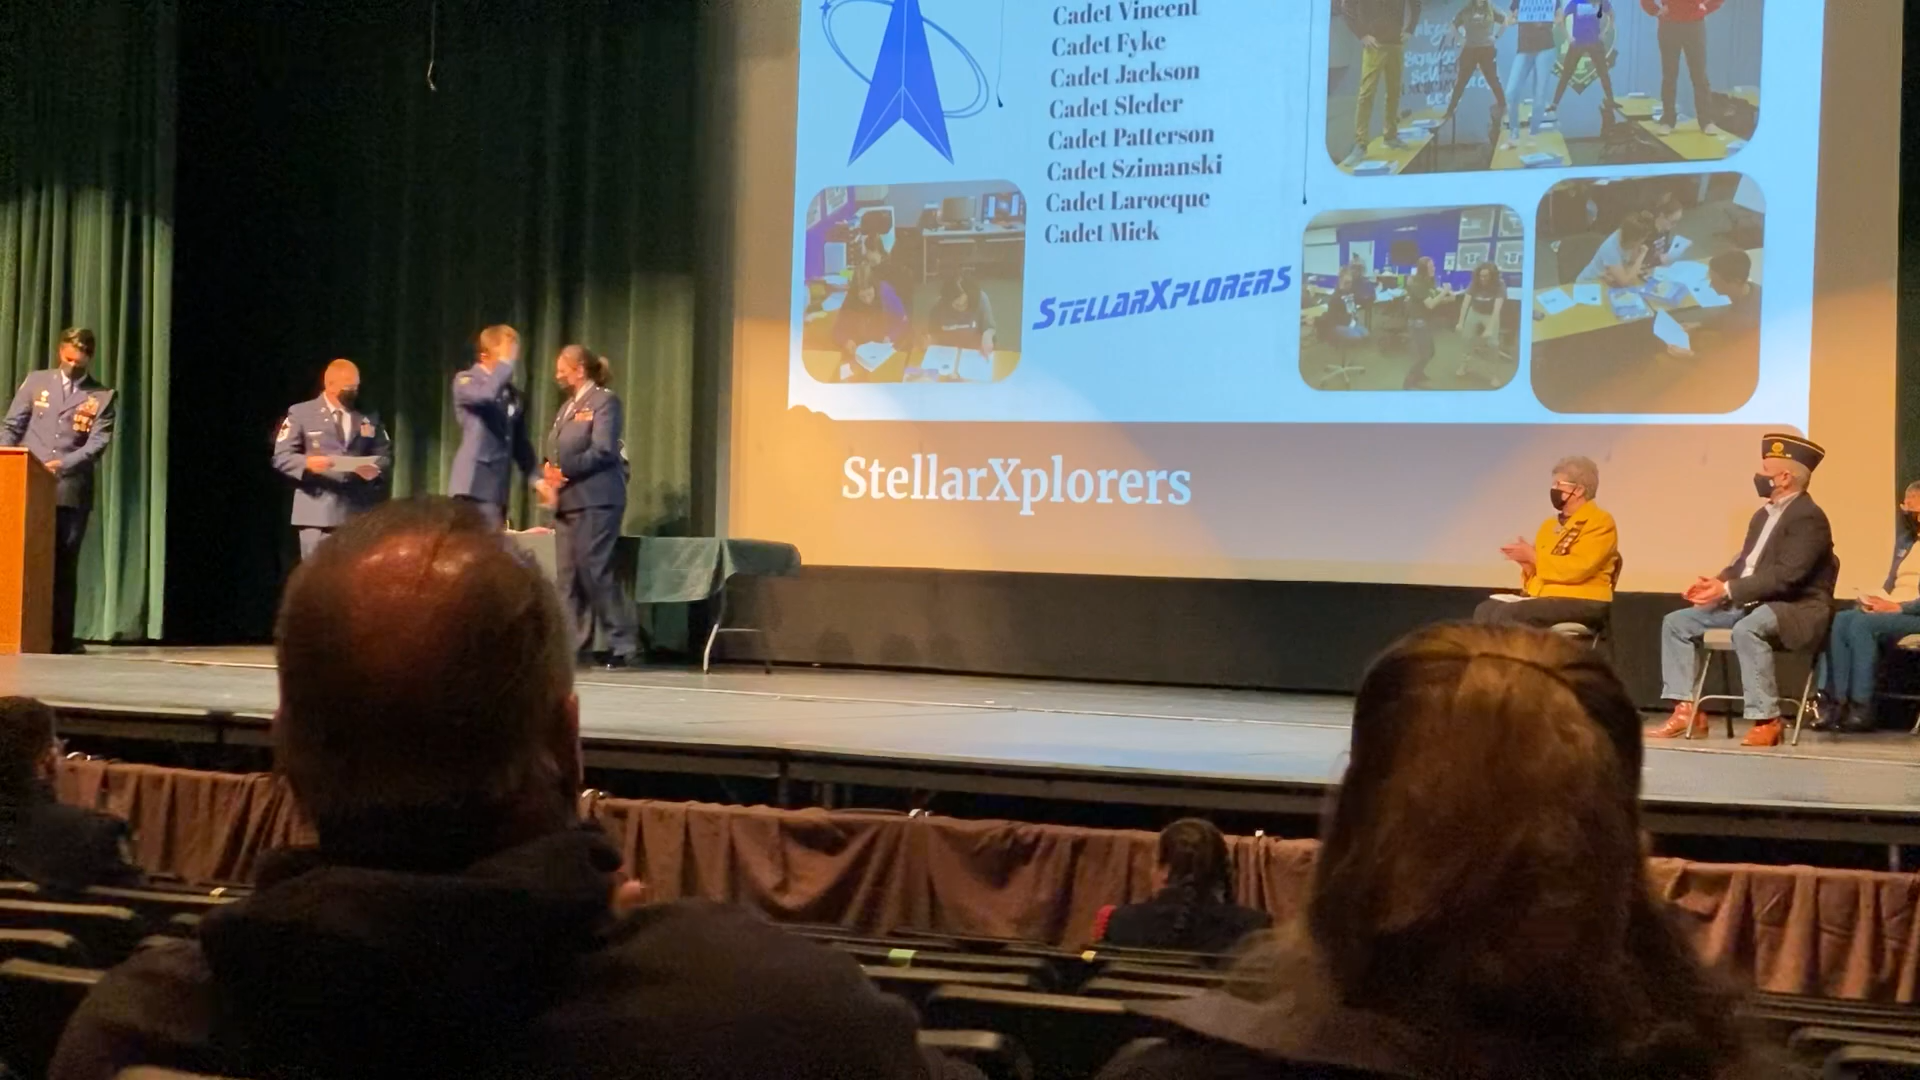 Cadet Vincent
Cadet Fyke
Cadet Jackson
Cadet Sleder
Cadet Patterson
Cadet Szimanski
Cadet Larocque
Cadet Mick
STELLARXPLORERS
StellarXplorers